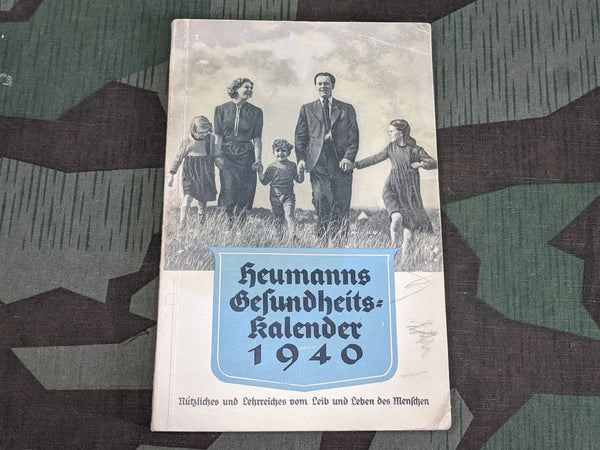 Heumanns
Geſundheits-
Kalender
1940
Nützliches und Lehrreiches vom Leib und Leben des Menſchen